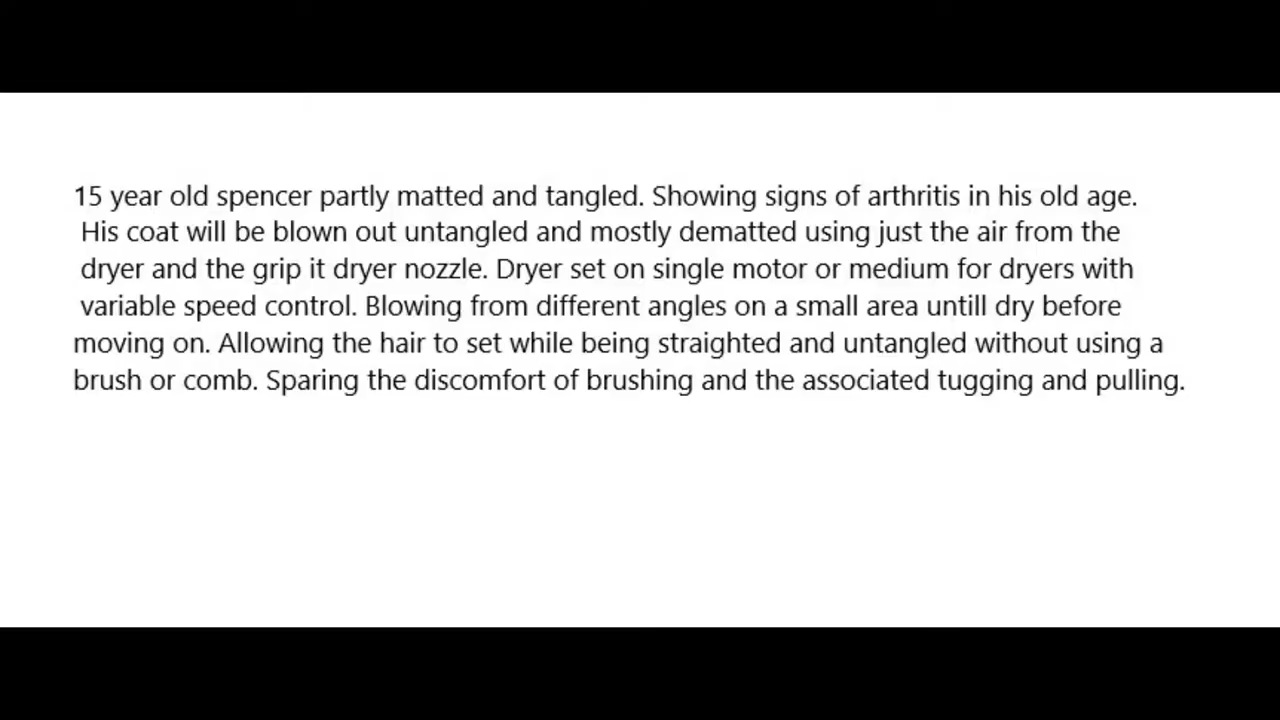 15 year old spencer partly matted and tangled. Showing signs of arthritis in his old age.
His coat will be blown out untangled and mostly dematted using just the air from the
dryer and the grip it dryer nozzle. Dryer set on single motor or medium for dryers with
variable speed control. Blowing from different angles on a small area untill dry before
moving on. Allowing the hair to set while being straighted and untangled without using a
brush or comb. Sparing the discomfort of brushing and the associated tugging and pulling.